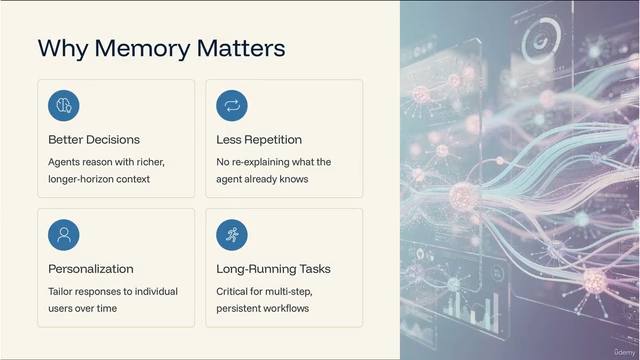 Why Memory Matters
Better Decisions
Agents reason with richer,
longer-horizon context
Less Repetition
No re-explaining what the
agent already knows
Personalization
Tailor responses to individual
users over time
Long-Running Tasks
Critical for multi-step,
persistent workflows
ûdemy